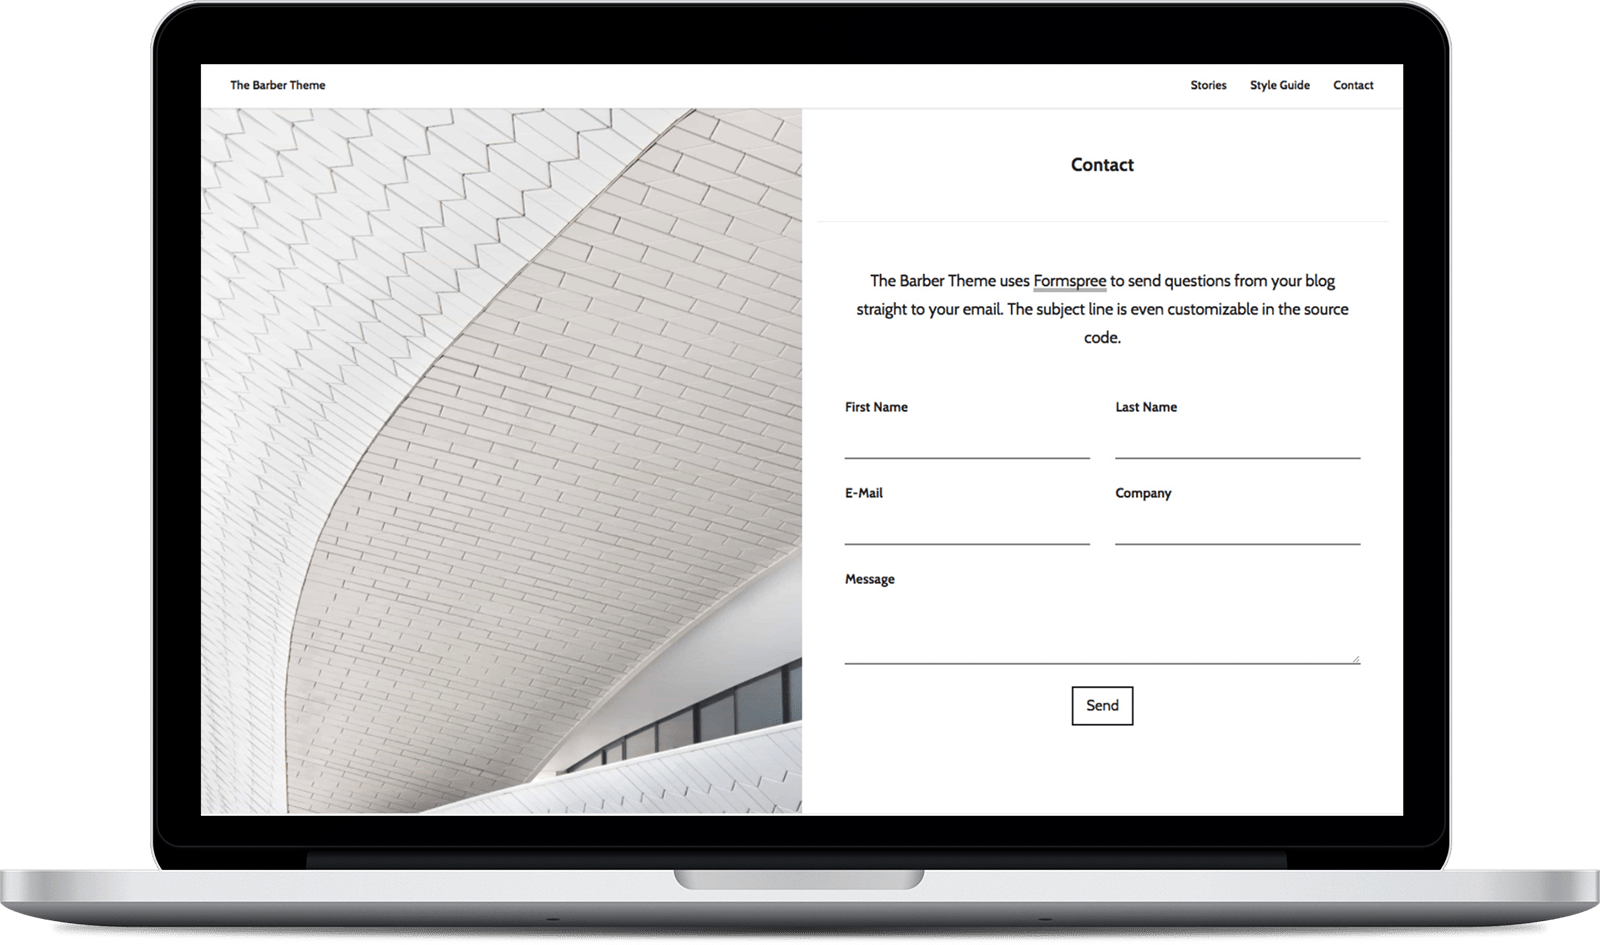 The Barber Theme
Stories Style Guide Contact
Contact
The Barber Theme uses Formspree to send questions from your blog
straight to your email. The subject line is even customizable in the source
code.
First Name Last Name
E-Mail Company
Message
Send